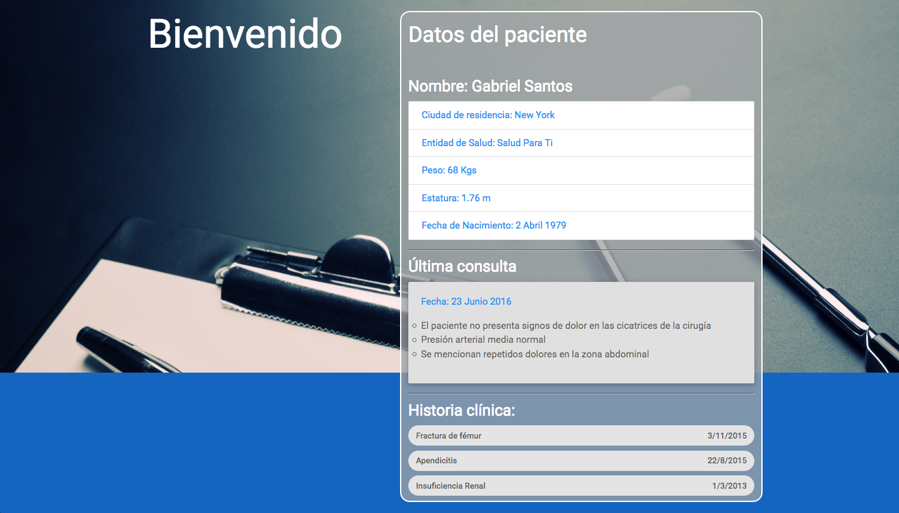 Bienvenido
Datos del paciente
Nombre: Gabriel Santos
Ciudad de residencia: New York
Entidad de Salud: Salud Para Ti
Peso: 68 Kgs
Estatura: 1.76 m
Fecha de Nacimiento: 2 Abril 1979
Última consulta
Fecha: 23 Junio 2016
El paciente no presenta signos de dolor en las cicatrices de la cirugía
Presión arterial media normal
Se mencionan repetidos dolores en la zona abdominal
Historia clínica:
Fractura de fémur 3/11/2015
Apendicitis 22/8/2015
Insuficiencia Renal 1/3/2013